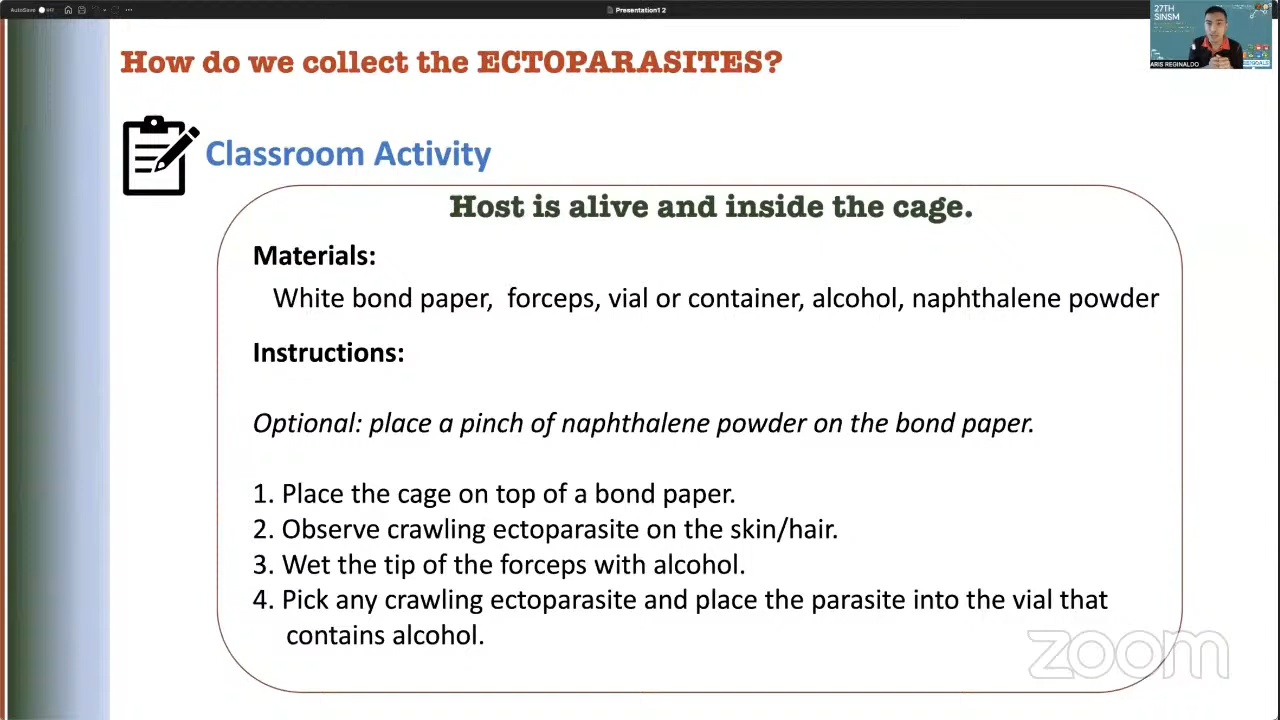 AutoSave
Presentation1 2
27TH
SINSM
ARIS REGINALDO
How do we collect the ECTOPARASITES?
Classroom Activity
Host is alive and inside the cage.
Materials:
White bond paper, forceps, vial or container, alcohol, naphthalene powder
Instructions:
Optional: place a pinch of naphthalene powder on the bond paper.
1. Place the cage on top of a bond paper.
2. Observe crawling ectoparasite on the skin/hair.
3. Wet the tip of the forceps with alcohol.
4. Pick any crawling ectoparasite and place the parasite into the vial that
contains alcohol.
zoom